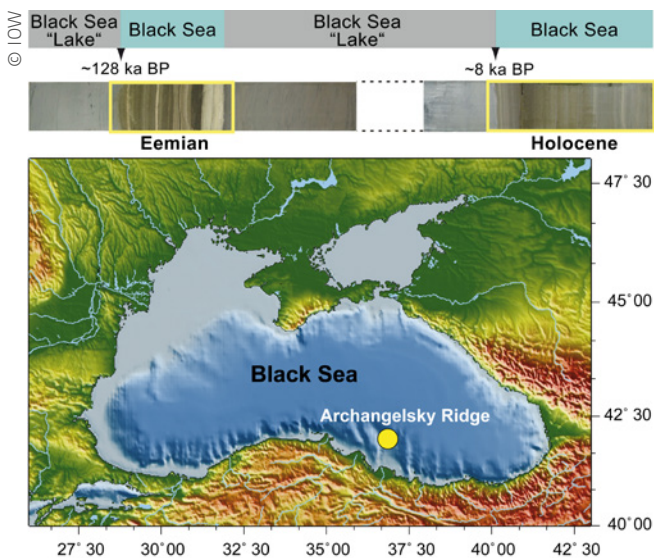 © IOW
Black Sea
"Lake“
Black Sea
Black Sea
"Lake“
Black Sea
~128 ka BP
~8 ka BP
Eemian
Holocene
47° 30
45° 00
42° 30
40° 00
Black Sea
Archangelsky Ridge
27° 30
30° 00
32° 30
35° 00
37° 30
40° 00
42° 30